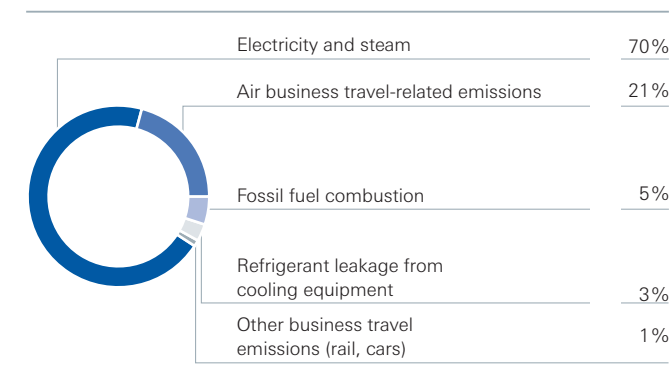 Electricity and steam 70%
Air business travel-related emissions 21%
Fossil fuel combustion 5%
Refrigerant leakage from
cooling equipment 3%
Other business travel
emissions (rail, cars) 1%